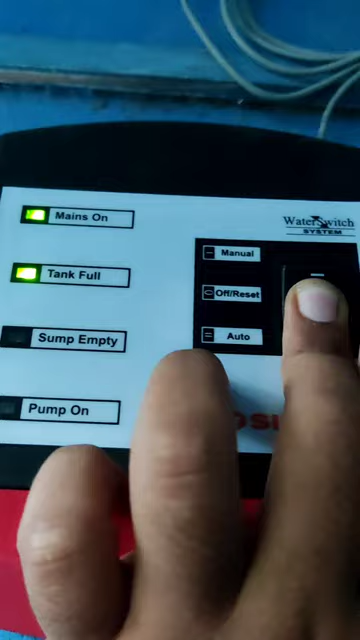 Mains On
Tank Full
Sump Empty
Pump On
WaterSwitch
SYSTEM
Manual
Off/Reset
Auto